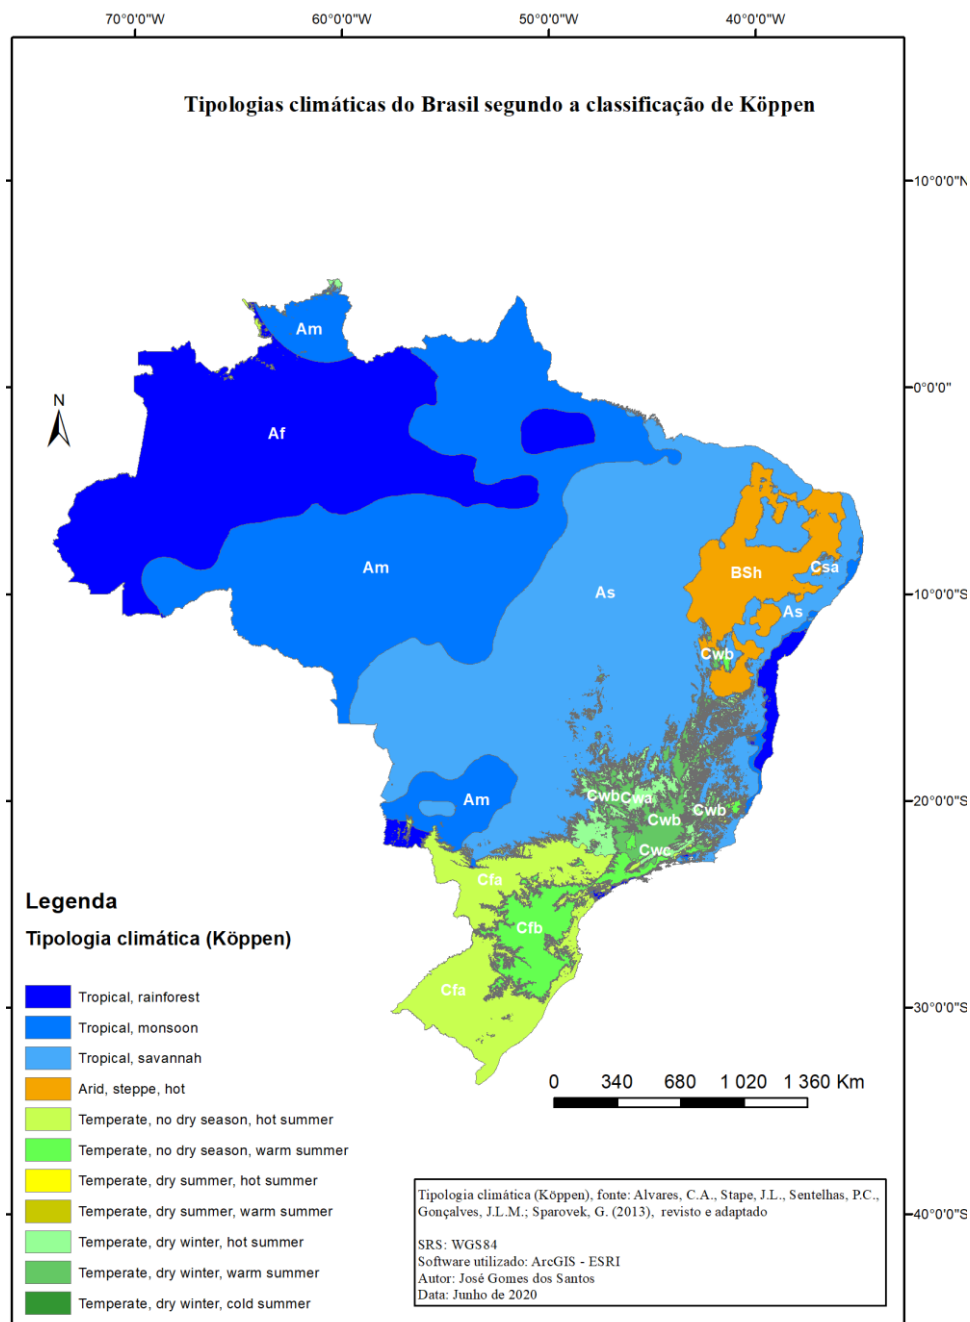 70°0'0"W
60°0'0"W
50°0'0"W
40°0'0"W
Tipologias climáticas do Brasil segundo a classificação de Köppen
10°0'0"N
Am
0°0'0"
N
Af
Am
BSh
Csa
As
As
10°0'0"S
Cwb
Am
Cwb
Cwa
Cwb
Cwb
20°0'0"S
Cwc
Cfa
Cfb
Cfa
30°0'0"S
Legenda
Tipologia climática (Köppen)
Tropical, rainforest
Tropical, monsoon
Tropical, savannah
Arid, steppe, hot
Temperate, no dry season, hot summer
Temperate, no dry season, warm summer
Temperate, dry summer, hot summer
Temperate, dry summer, warm summer
Temperate, dry winter, hot summer
Temperate, dry winter, warm summer
Temperate, dry winter, cold summer
0 340 680 1 020 1 360 Km
Tipologia climática (Köppen), fonte: Alvares, C.A., Stape, J.L., Sentelhas, P.C.,
Gonçalves, J.L.M.; Sparovek, G. (2013), revisto e adaptado
SRS: WGS84
Software utilizado: ArcGIS - ESRI
Autor: José Gomes dos Santos
Data: Junho de 2020
40°0'0"S